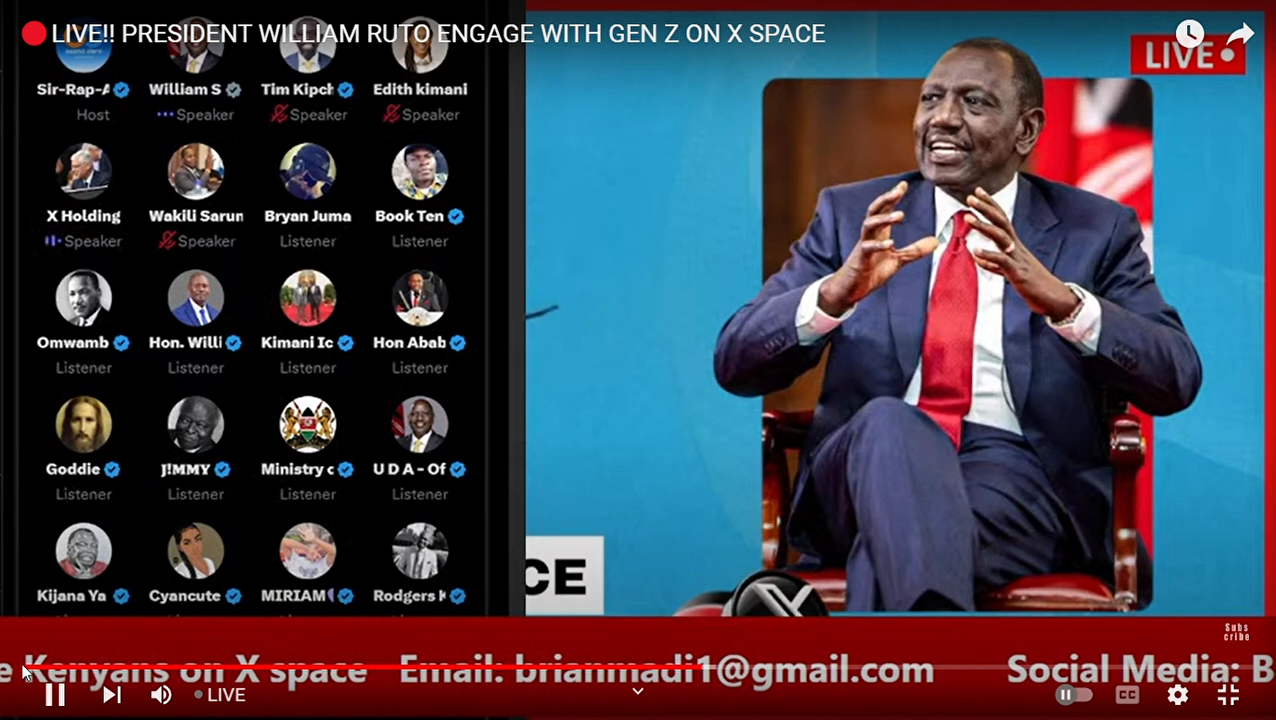 LIVE!! PRESIDENT WILLIAM RUTO ENGAGE WITH GEN Z ON X SPACE
LIVE
Sir-Rap-A William S Tim Kipch Edith kimani
Host Speaker Speaker Speaker
X Holding Wakili Sarun Bryan Juma Book Ten
Speaker Speaker Listener Listener
Omwamb Hon. Willi Kimani Ic Hon Abab
Listener Listener Listener Listener
Goddie J!MMY Ministry o U D A - Of
Listener Listener Listener Listener
Kijana Ya Cyancute MIRIAM Rodgers K
CE
X
Subs
cribe
e Kenyans on X space Email: brianmadi1@gmail.com Social Media: B
LIVE
CC